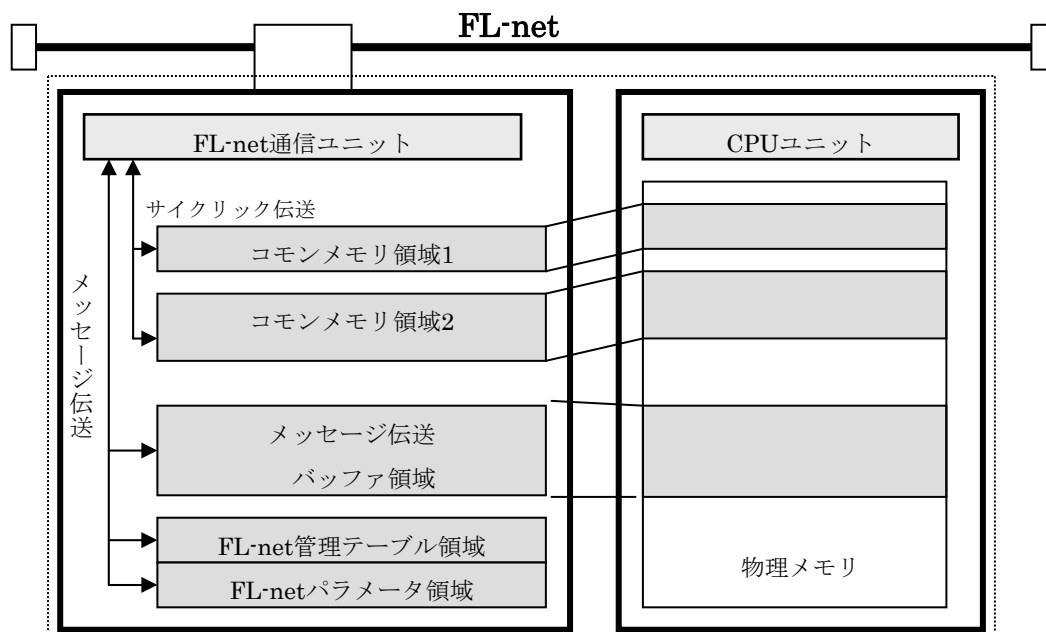 FL-net
FL-net通信ユニット
CPUユニット
サイクリック伝送
コモンメモリ領域1
コモンメモリ領域2
メッセージ伝送
メッセージ伝送
バッファ領域
FL-net管理テーブル領域
FL-netパラメータ領域
物理メモリ